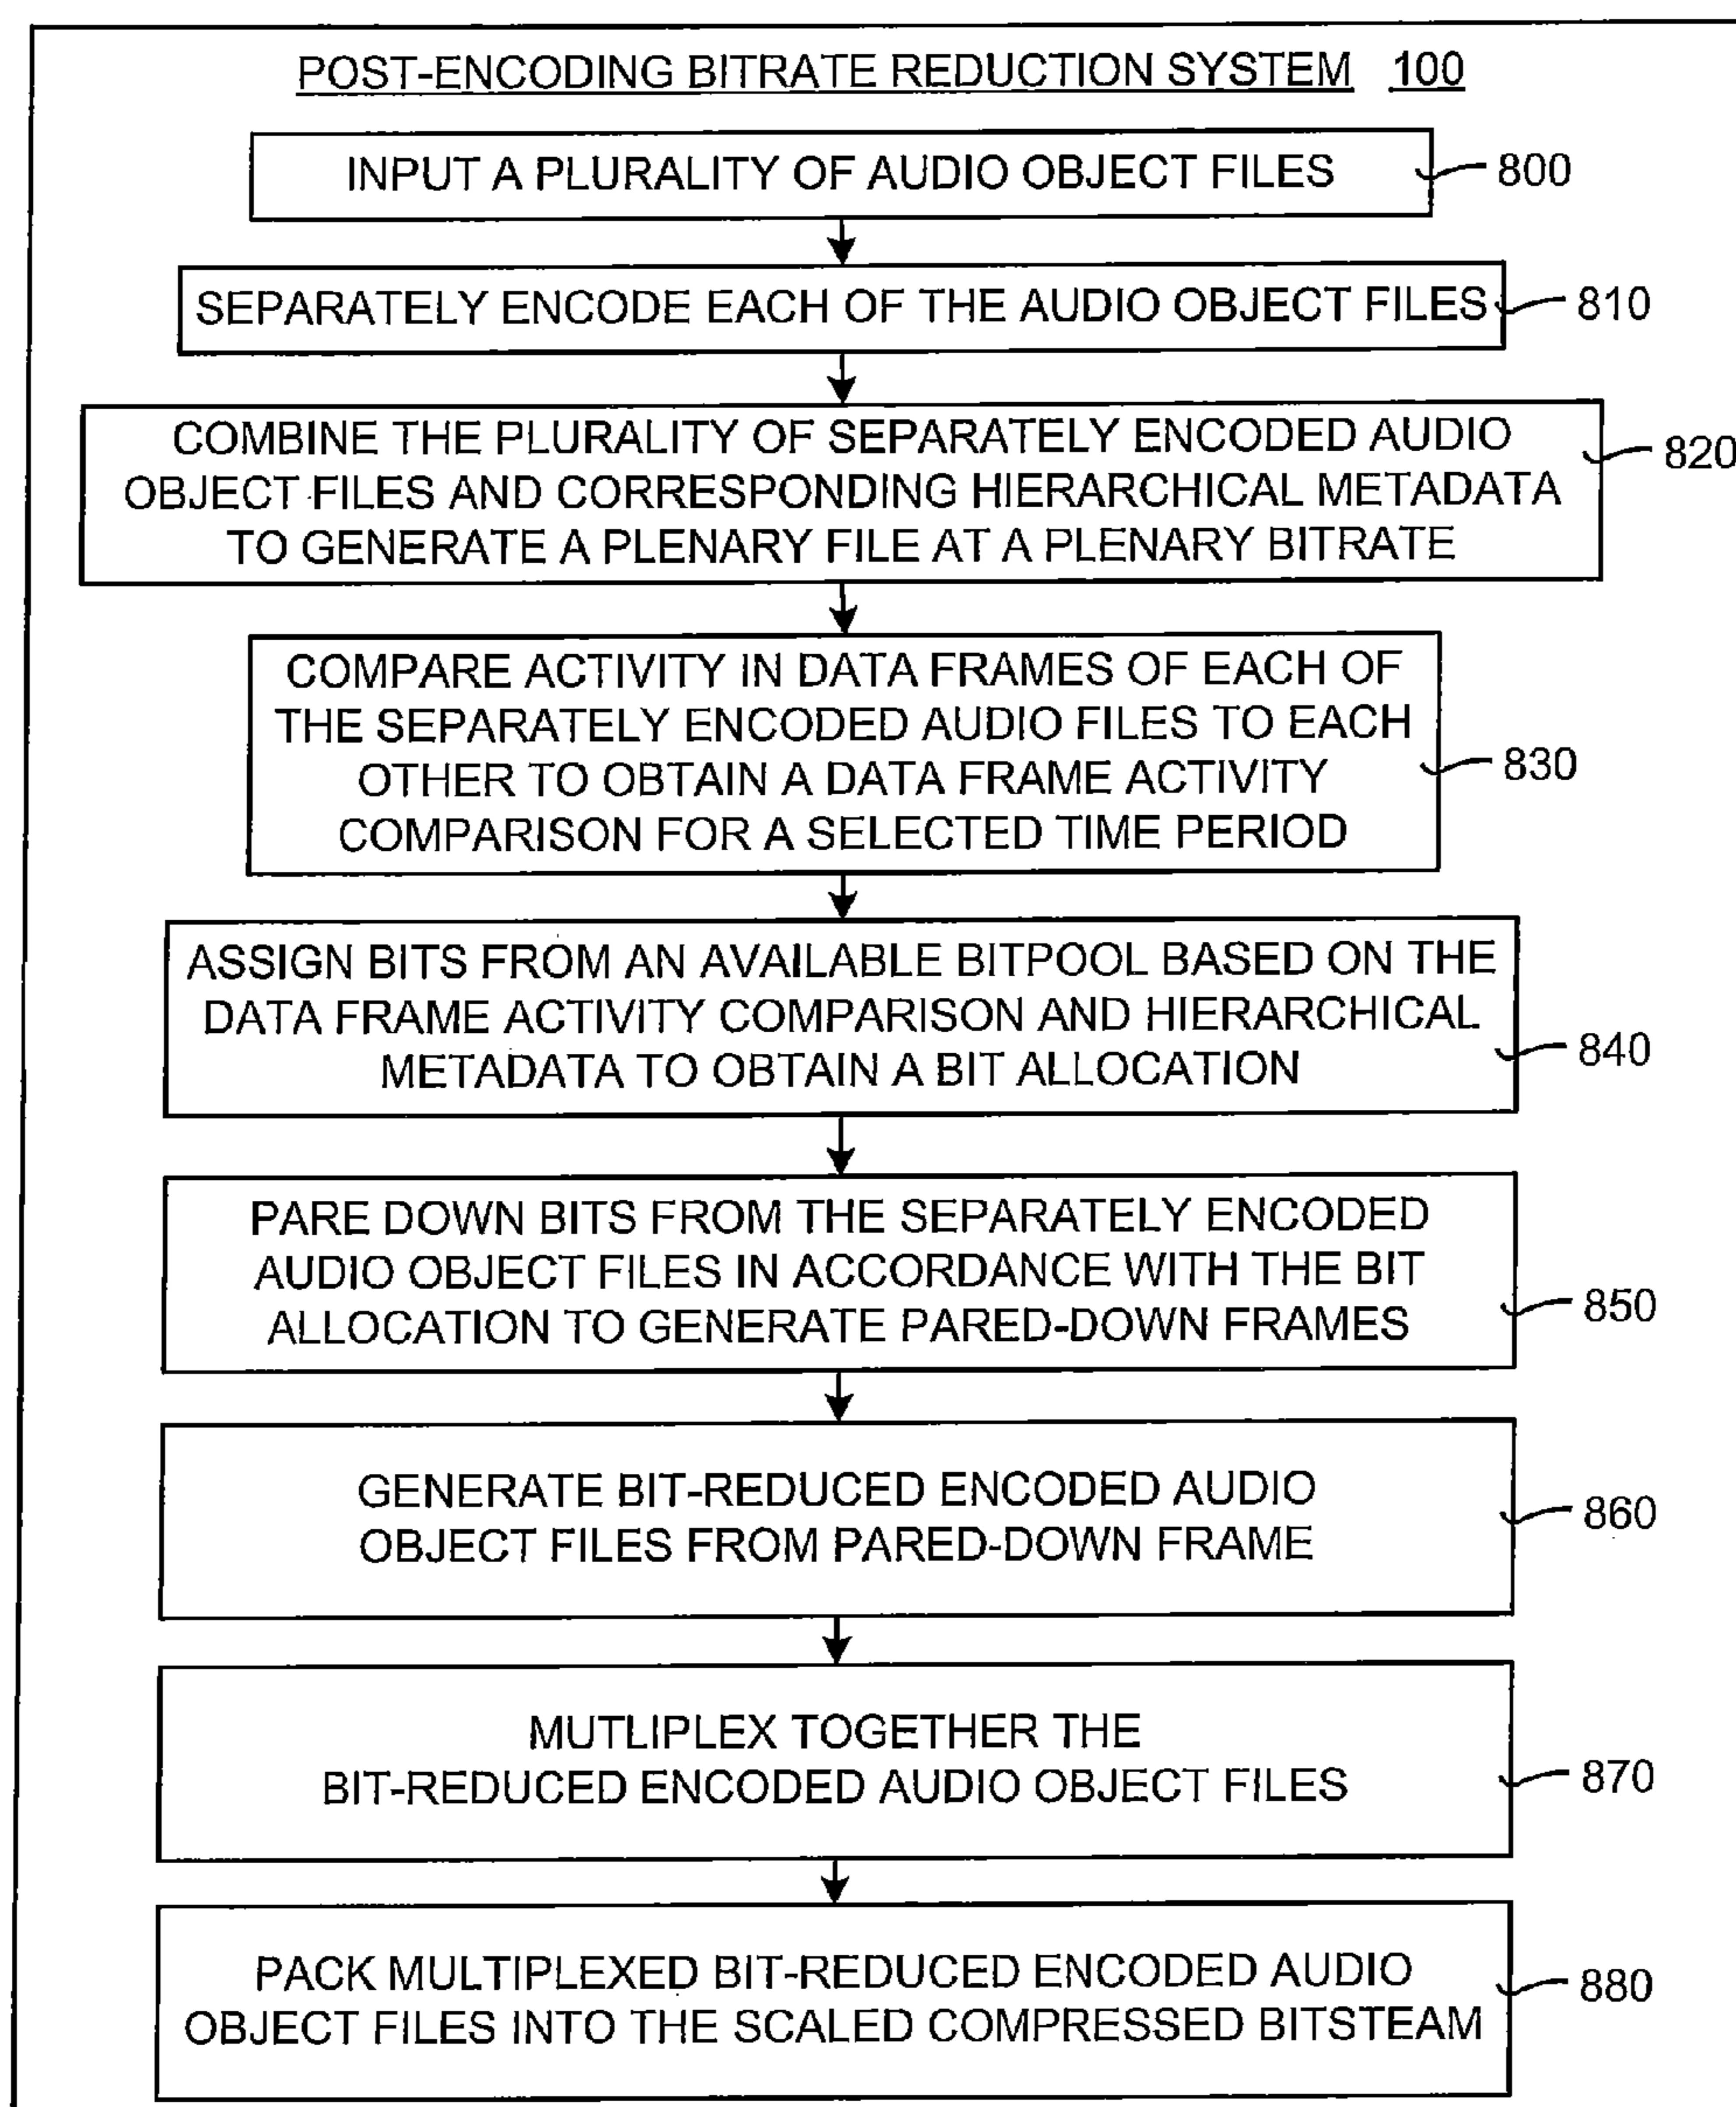 POST-ENCODING BITRATE REDUCTION SYSTEM 100
INPUT A PLURALITY OF AUDIO OBJECT FILES
800
SEPARATELY ENCODE EACH OF THE AUDIO OBJECT FILES
810
COMBINE THE PLURALITY OF SEPARATELY ENCODED AUDIO
OBJECT FILES AND CORRESPONDING HIERARCHICAL METADATA
TO GENERATE A PLENARY FILE AT A PLENARY BITRATE
820
COMPARE ACTIVITY IN DATA FRAMES OF EACH OF
THE SEPARATELY ENCODED AUDIO FILES TO EACH
OTHER TO OBTAIN A DATA FRAME ACTIVITY
COMPARISON FOR A SELECTED TIME PERIOD
830
ASSIGN BITS FROM AN AVAILABLE BITPOOL BASED ON THE
DATA FRAME ACTIVITY COMPARISON AND HIERARCHICAL
METADATA TO OBTAIN A BIT ALLOCATION
840
PARE DOWN BITS FROM THE SEPARATELY ENCODED
AUDIO OBJECT FILES IN ACCORDANCE WITH THE BIT
ALLOCATION TO GENERATE PARED-DOWN FRAMES
850
GENERATE BIT-REDUCED ENCODED AUDIO
OBJECT FILES FROM PARED-DOWN FRAME
860
MUTLIPLEX TOGETHER THE
BIT-REDUCED ENCODED AUDIO OBJECT FILES
870
PACK MULTIPLEXED BIT-REDUCED ENCODED AUDIO
OBJECT FILES INTO THE SCALED COMPRESSED BITSTEAM
880